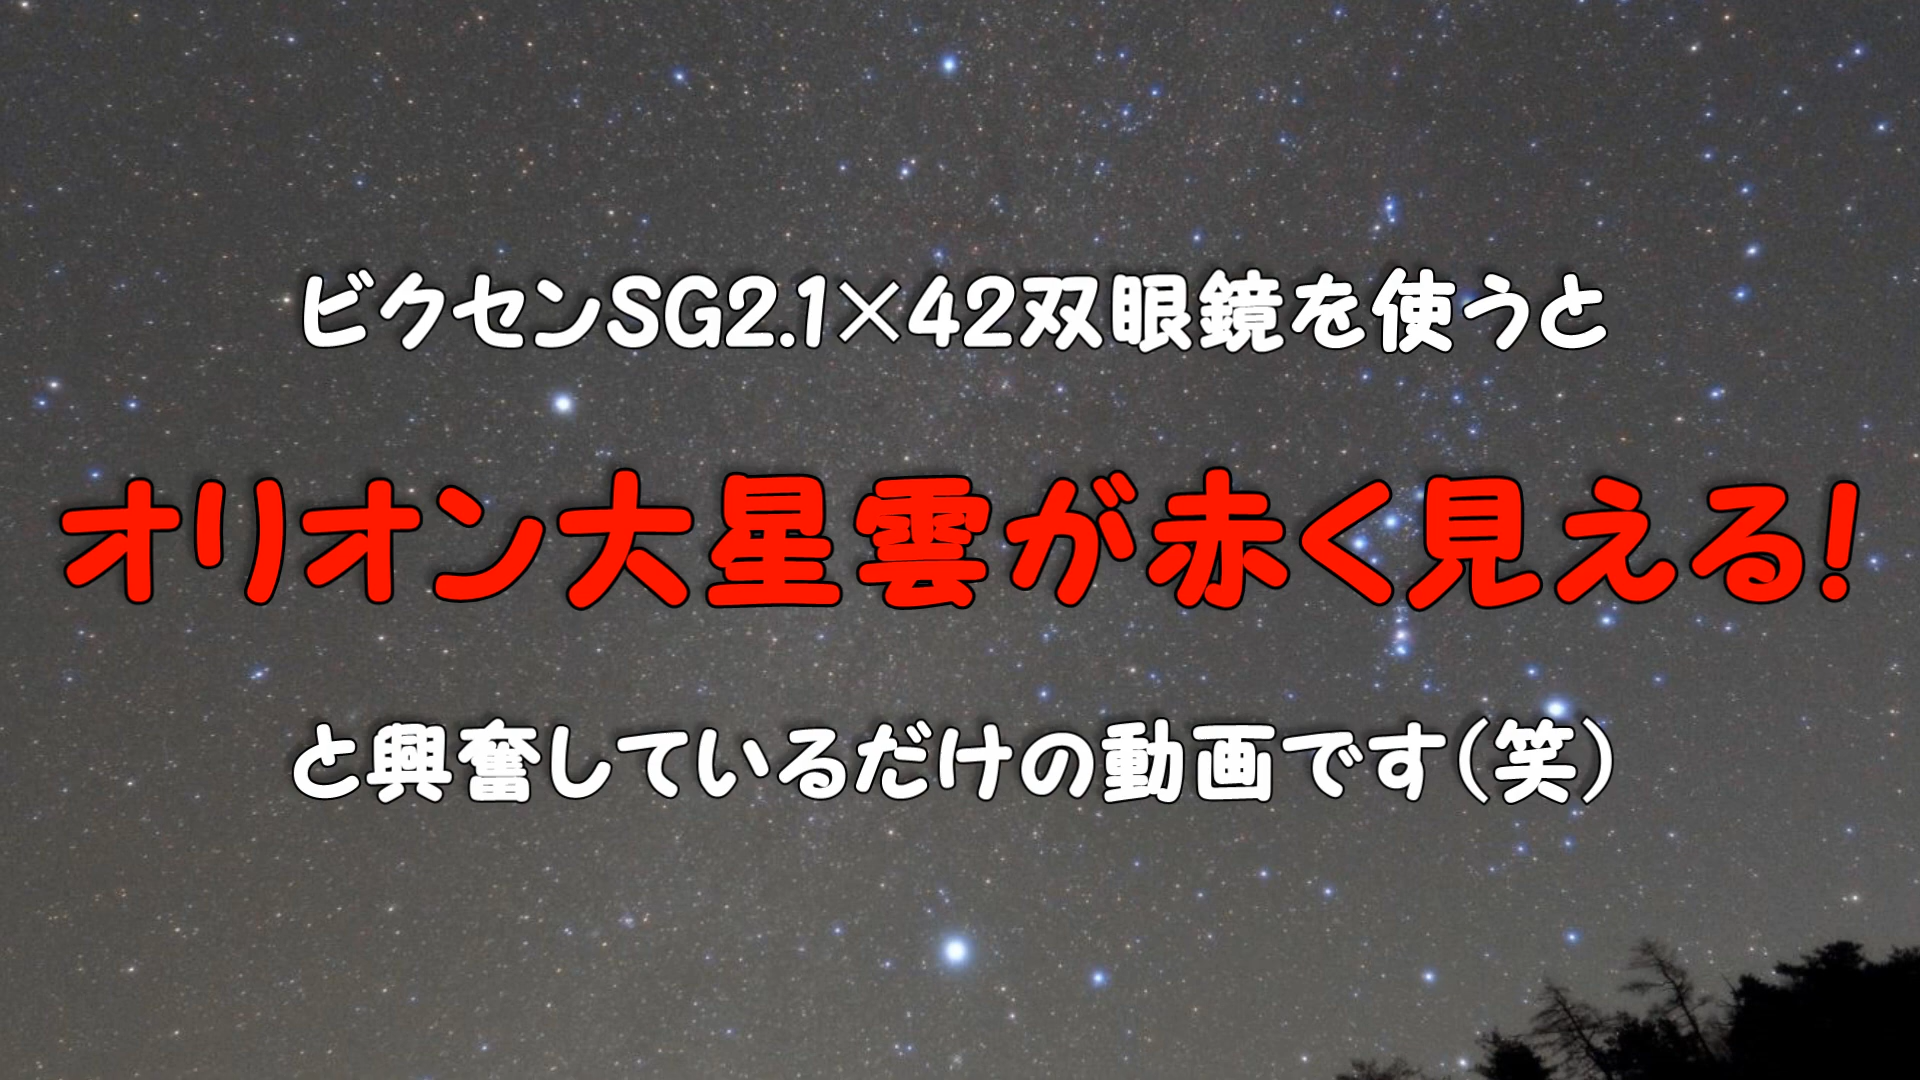 ビクセンSG2.1×42双眼鏡を使うと
オリオン大星雲が赤く見える!
と興奮しているだけの動画です(笑)